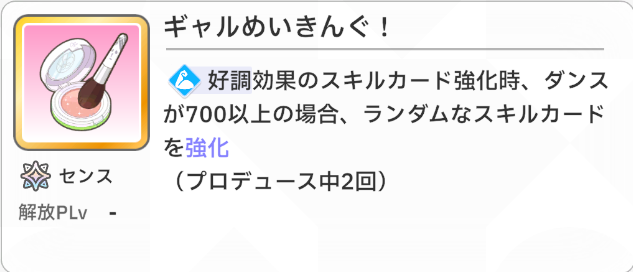 ギャルめいきんぐ！
好調効果のスキルカード強化時、ダンス
が700以上の場合、ランダムなスキルカード
を強化
（プロデュース中2回）
センス
解放PLv -